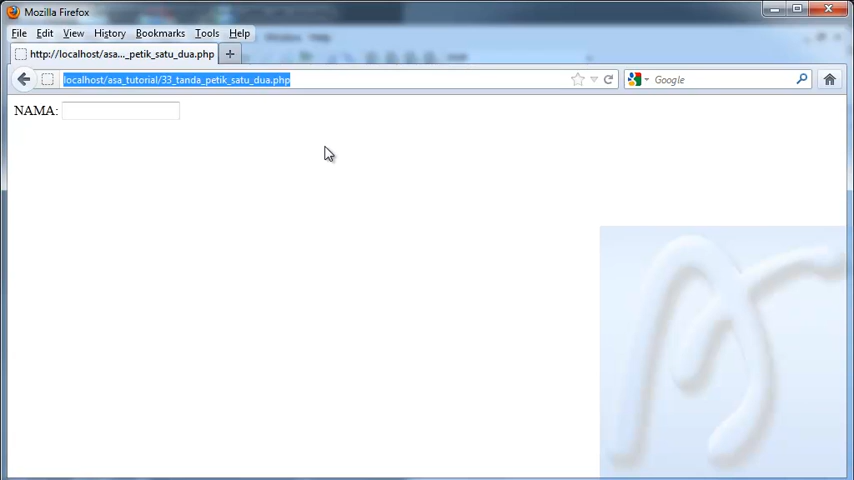 Mozilla Firefox
File Edit View History Bookmarks Tools Help
http://localhost/asa..._petik_satu_dua.php
localhost/asa_tutorial/33_tanda_petik_satu_dua.php
Google
NAMA: